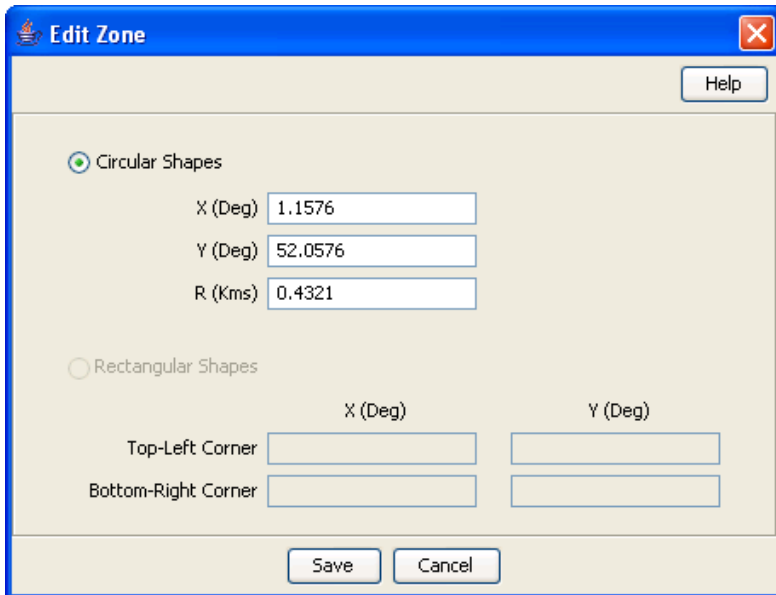 Edit Zone
Help
Circular Shapes
X (Deg) 1.1576
Y (Deg) 52.0576
R (Kms) 0.4321
Rectangular Shapes
X (Deg) Y (Deg)
Top-Left Corner
Bottom-Right Corner
Save Cancel